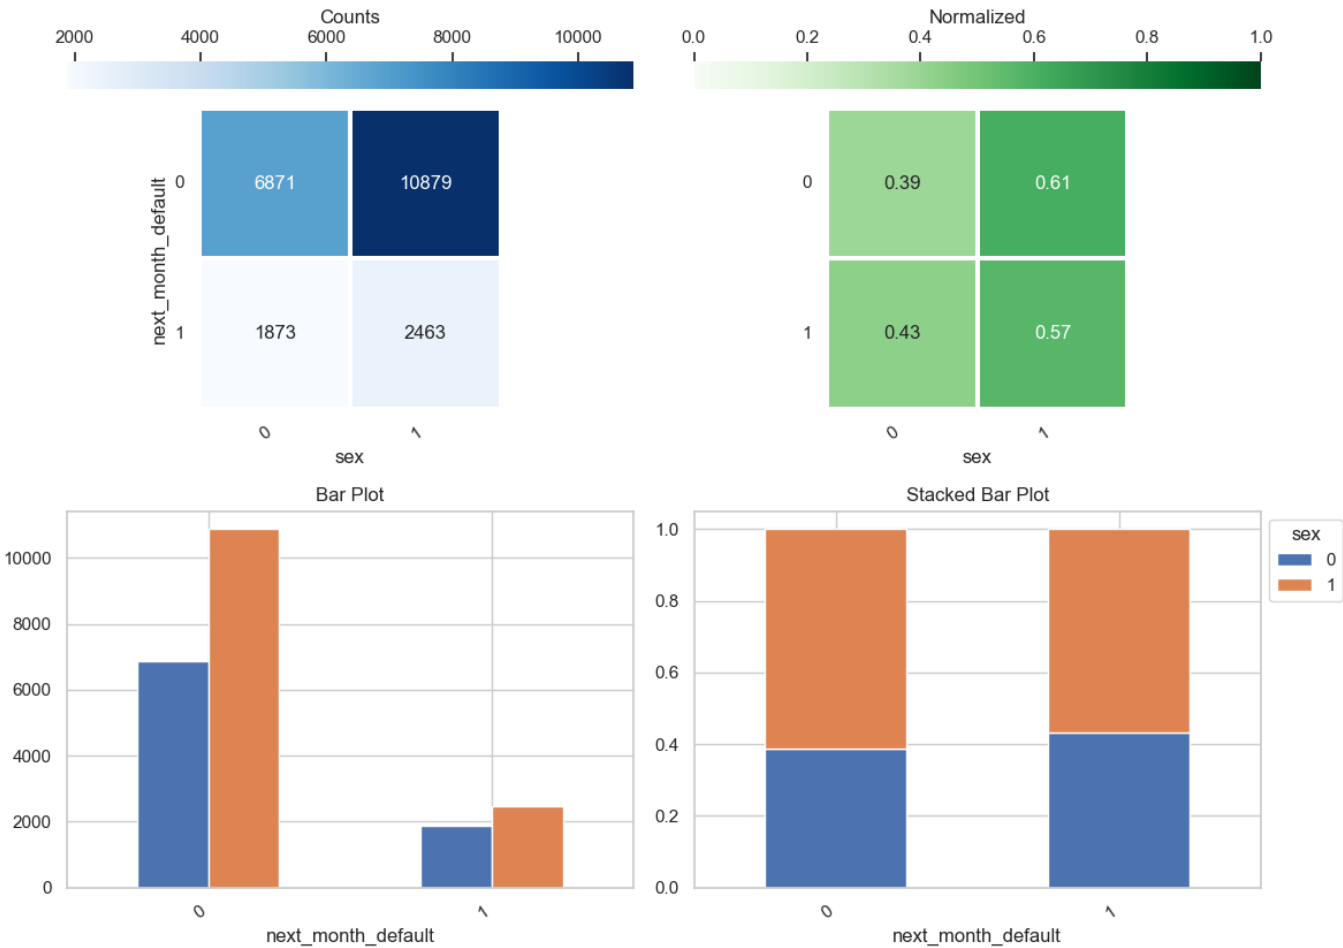 Counts
2000 4000 6000 8000 10000
next_month_default
0 6871 10879
1 1873 2463
0 1
sex
Normalized
0.0 0.2 0.4 0.6 0.8 1.0
0 0.39 0.61
1 0.43 0.57
0 1
sex
Bar Plot
10000
8000
6000
4000
2000
0
0 1
next_month_default
Stacked Bar Plot
1.0
0.8
0.6
0.4
0.2
0.0
0 1
next_month_default
sex
0
1